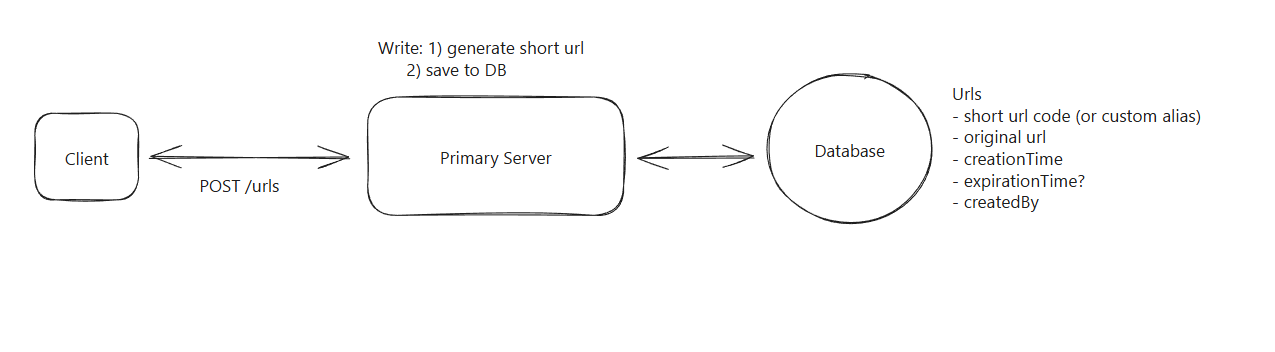 Write: 1) generate short url
2) save to DB
Client
POST /urls
Primary Server
Database
Urls
- short url code (or custom alias)
- original url
- creationTime
- expirationTime?
- createdBy